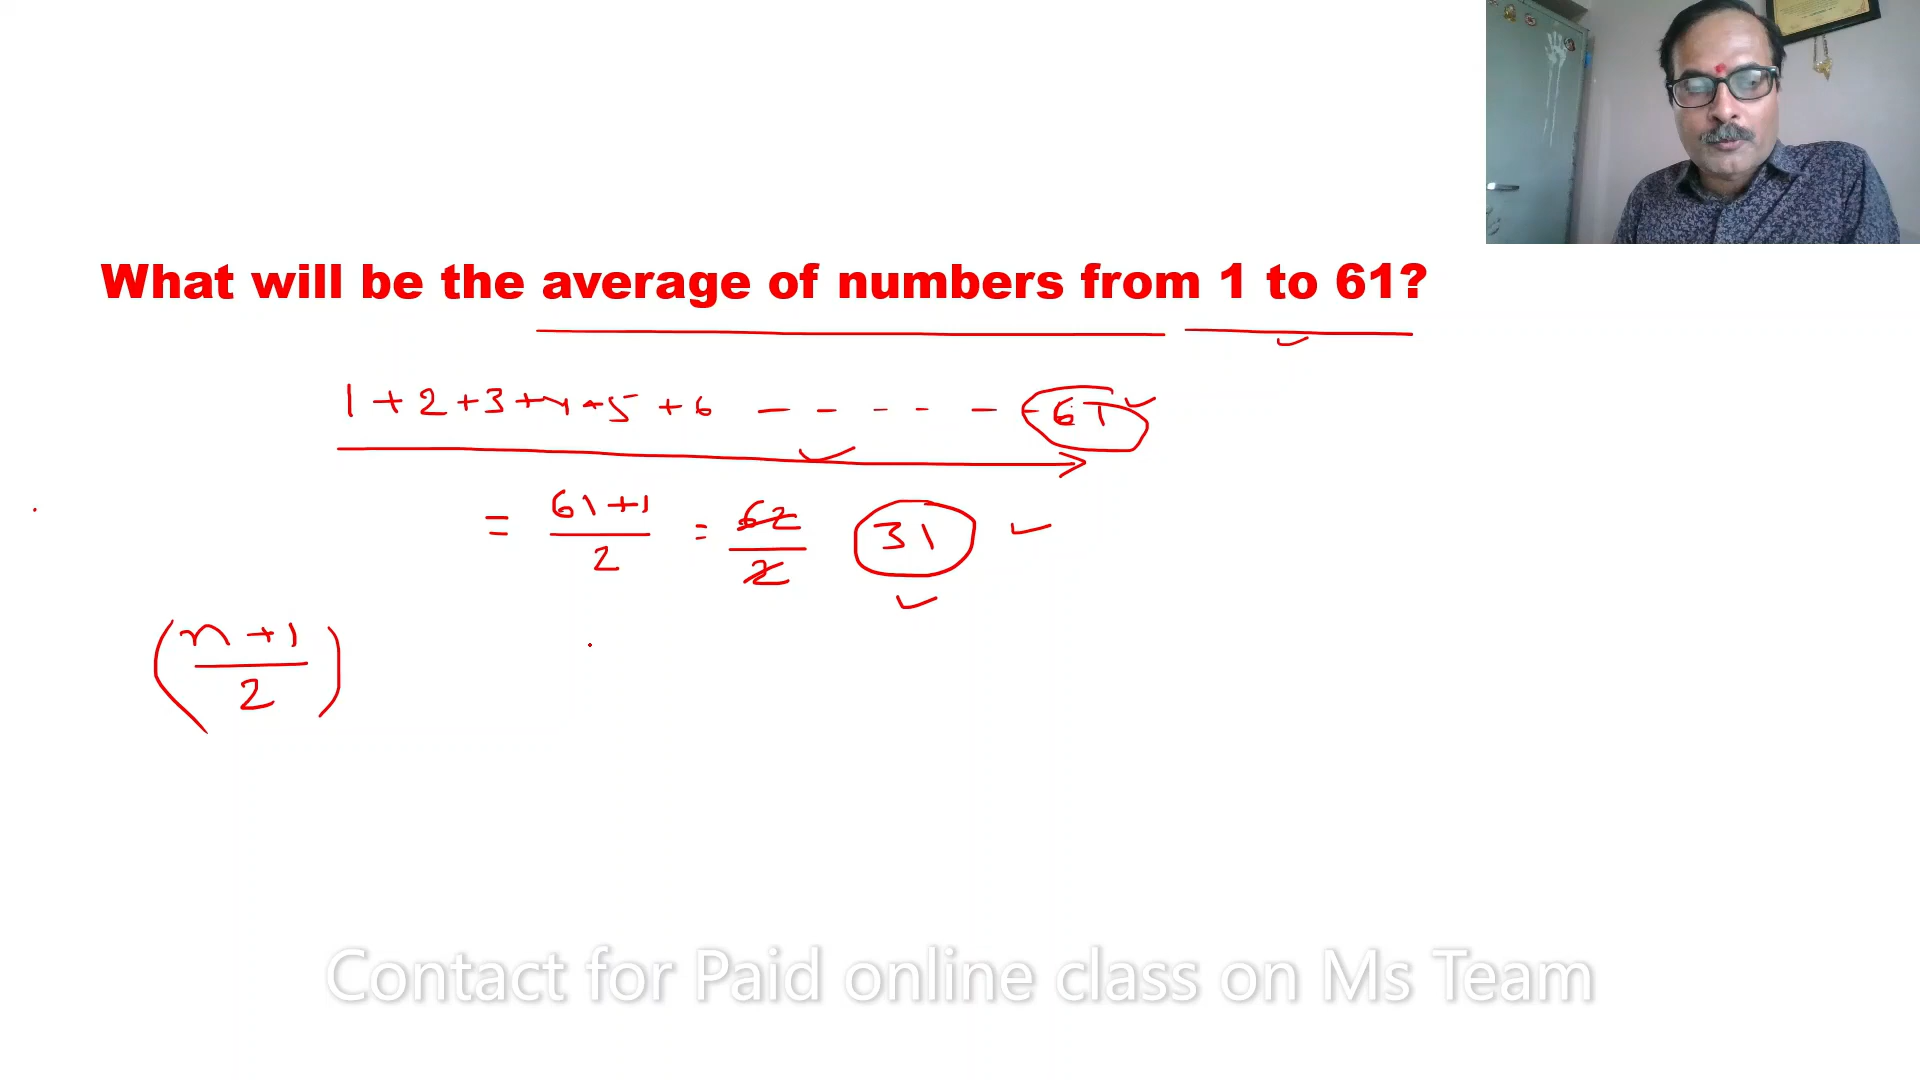 What will be the average of numbers from 1 to 61?
1 + 2 + 3 + 4 + 5 + 6 - - - - - - 61
= 61 + 1 / 2 = 62 / 2 31
( n + 1 / 2 )
Contact for Paid online class on Ms Team